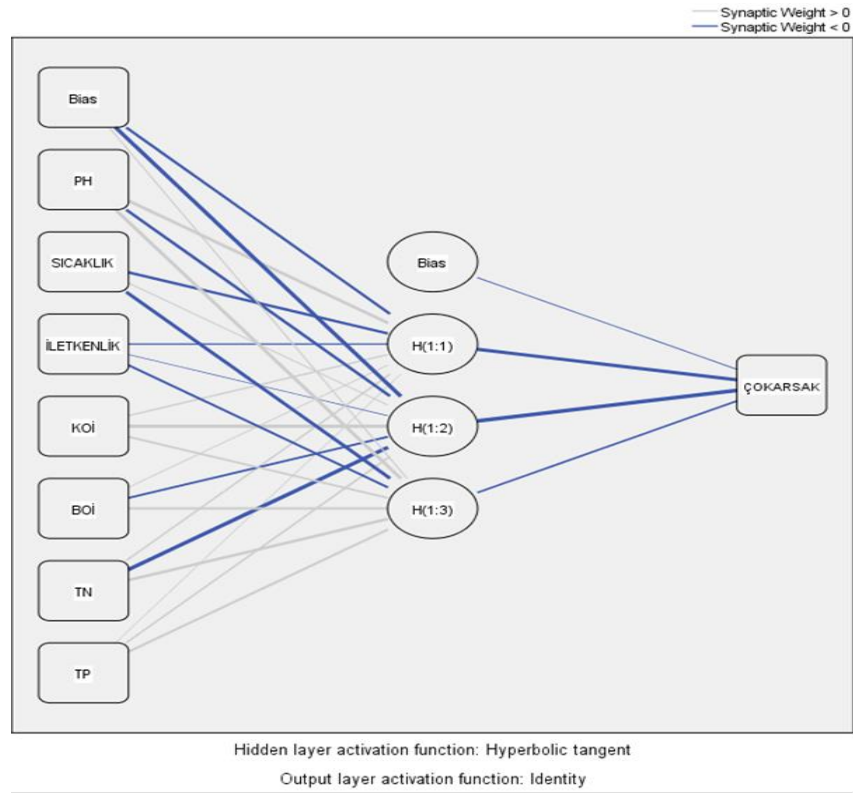 Synaptic Weight > 0
Synaptic Weight < 0
Bias
PH
SICAKLIK
İLETKENLİK
KOİ
BOİ
TN
TP
Bias
H(1:1)
H(1:2)
H(1:3)
ÇOKARSAK
Hidden layer activation function: Hyperbolic tangent
Output layer activation function: Identity